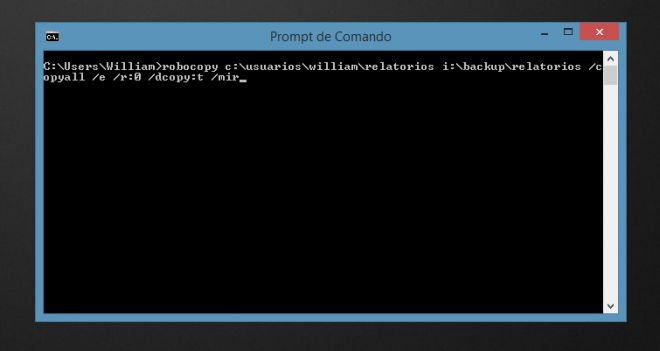 Prompt de Comando
C:\Users\William>robocopy c:\usuarios\william\relatorios i:\backup\relatorios /c
opyall /e /r:0 /dcopy:t /mir_